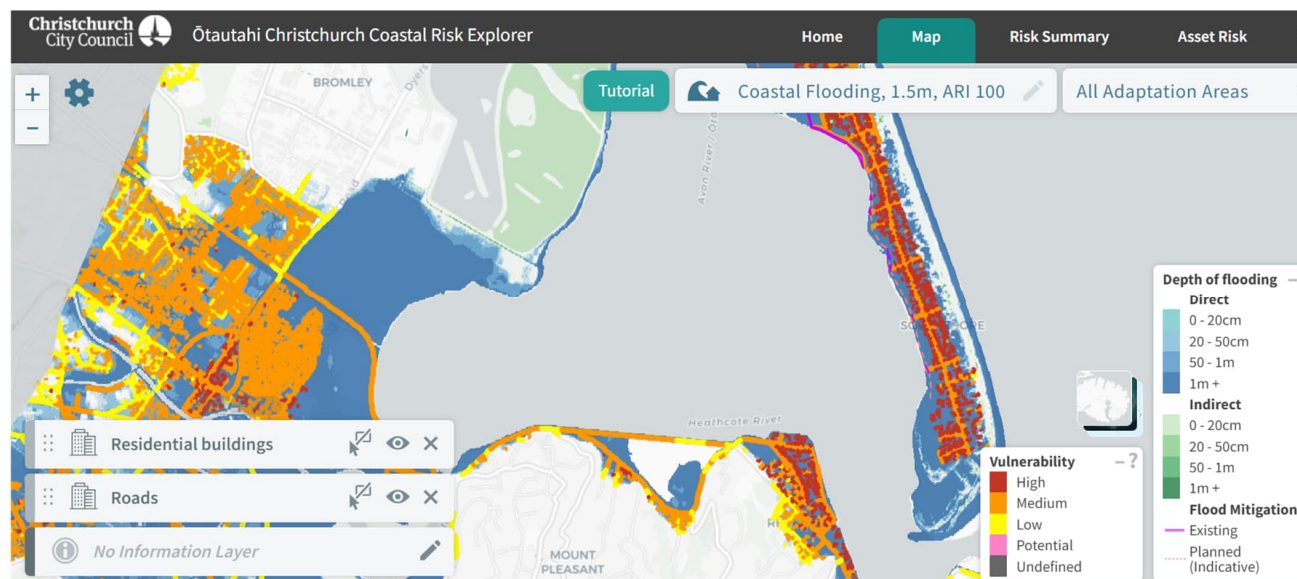 Christchurch
City Council
Ōtautahi Christchurch Coastal Risk Explorer
Home
Map
Risk Summary
Asset Risk
+
−
BROMLEY
Dyers
Road
Tutorial
Coastal Flooding, 1.5m, ARI 100
All Adaptation Areas
Avon River / Ōta
Heathcote River
MOUNT
PLEASANT
Residential buildings
Roads
No Information Layer
Vulnerability
− ?
High
Medium
Low
Potential
Undefined
Depth of flooding −
Direct
0 - 20cm
20 - 50cm
50 - 1m
1m +
Indirect
0 - 20cm
20 - 50cm
50 - 1m
1m +
Flood Mitigation
Existing
Planned
(Indicative)